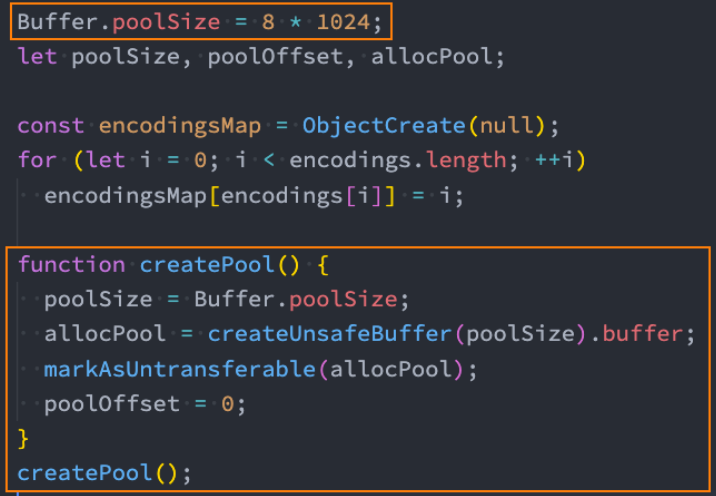 Buffer.poolSize = 8 * 1024;
let poolSize, poolOffset, allocPool;
const encodingsMap = ObjectCreate(null);
for (let i = 0; i < encodings.length; ++i)
encodingsMap[encodings[i]] = i;
function createPool() {
poolSize = Buffer.poolSize;
allocPool = createUnsafeBuffer(poolSize).buffer;
markAsUntransferable(allocPool);
poolOffset = 0;
}
createPool();